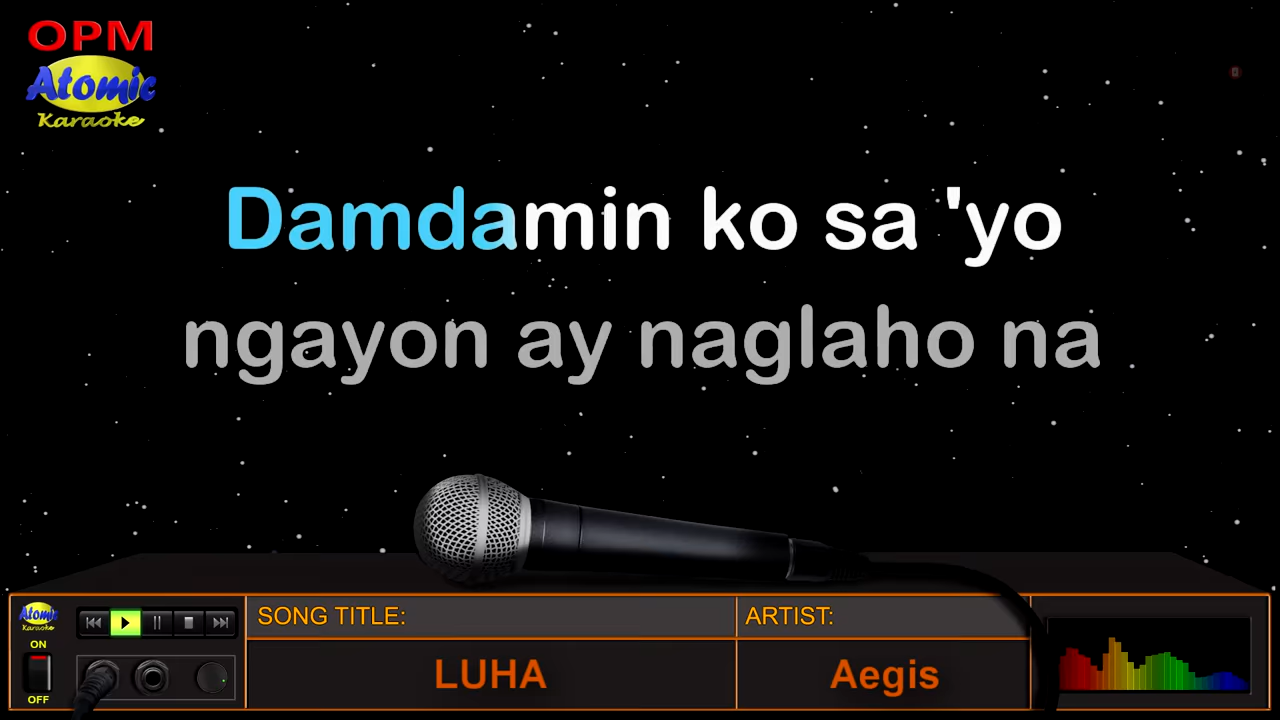 OPM
Atomic
Karaoke
Damdamin ko sa 'yo
ngayon ay naglaho na
Atomic
Karaoke
ON
OFF
SONG TITLE:
LUHA
ARTIST:
Aegis